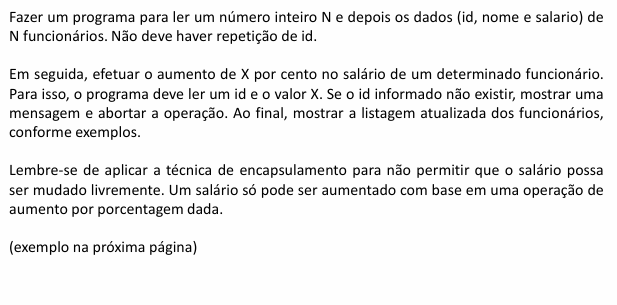 Fazer um programa para ler um número inteiro N e depois os dados (id, nome e salario) de
N funcionários. Não deve haver repetição de id.
Em seguida, efetuar o aumento de X por cento no salário de um determinado funcionário.
Para isso, o programa deve ler um id e o valor X. Se o id informado não existir, mostrar uma
mensagem e abortar a operação. Ao final, mostrar a listagem atualizada dos funcionários,
conforme exemplos.
Lembre-se de aplicar a técnica de encapsulamento para não permitir que o salário possa
ser mudado livremente. Um salário só pode ser aumentado com base em uma operação de
aumento por porcentagem dada.
(exemplo na próxima página)